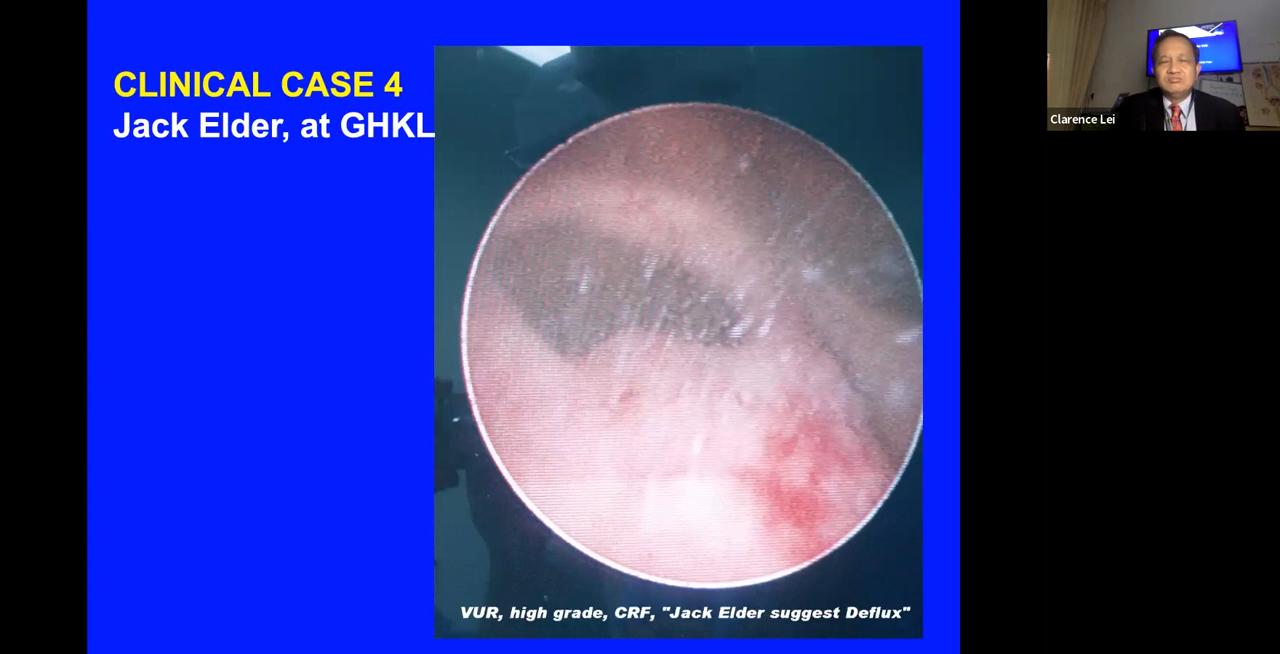 CLINICAL CASE 4
Jack Elder, at GHKL
VUR, high grade, CRF, "Jack Elder suggest Deflux"
Clarence Lei